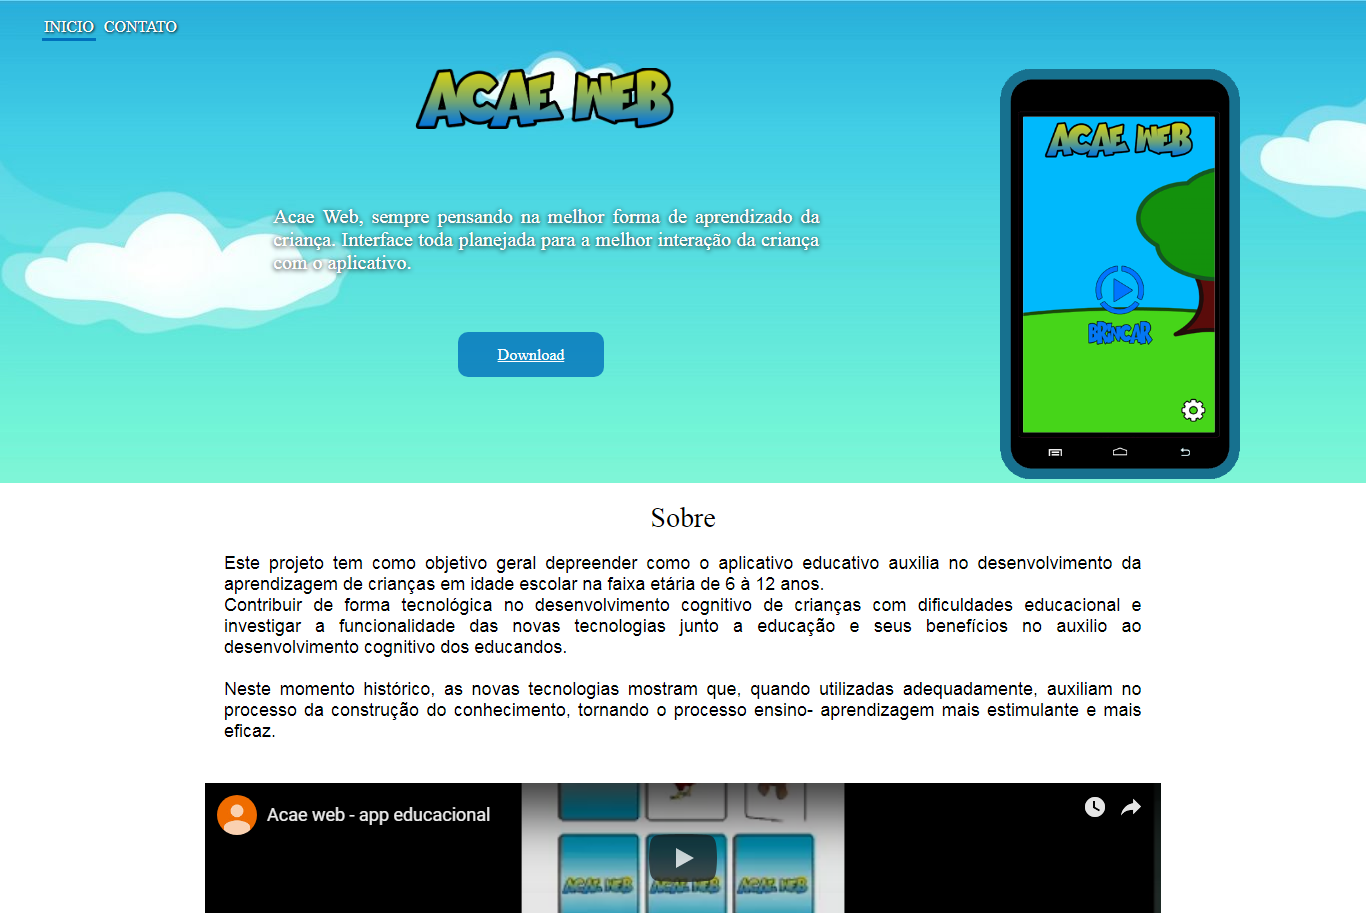 INICIO CONTATO
ACAE WEB
Acae Web, sempre pensando na melhor forma de aprendizado da
criança. Interface toda planejada para a melhor interação da criança
com o aplicativo.
Download
ACAE WEB
BRINCAR
Sobre
Este projeto tem como objetivo geral depreender como o aplicativo educativo auxilia no desenvolvimento da
aprendizagem de crianças em idade escolar na faixa etária de 6 à 12 anos.
Contribuir de forma tecnológica no desenvolvimento cognitivo de crianças com dificuldades educacional e
investigar a funcionalidade das novas tecnologias junto a educação e seus benefícios no auxilio ao
desenvolvimento cognitivo dos educandos.
Neste momento histórico, as novas tecnologias mostram que, quando utilizadas adequadamente, auxiliam no
processo da construção do conhecimento, tornando o processo ensino- aprendizagem mais estimulante e mais
eficaz.
Acae web - app educacional
ACAE WEB ACAE WEB ACAE WEB